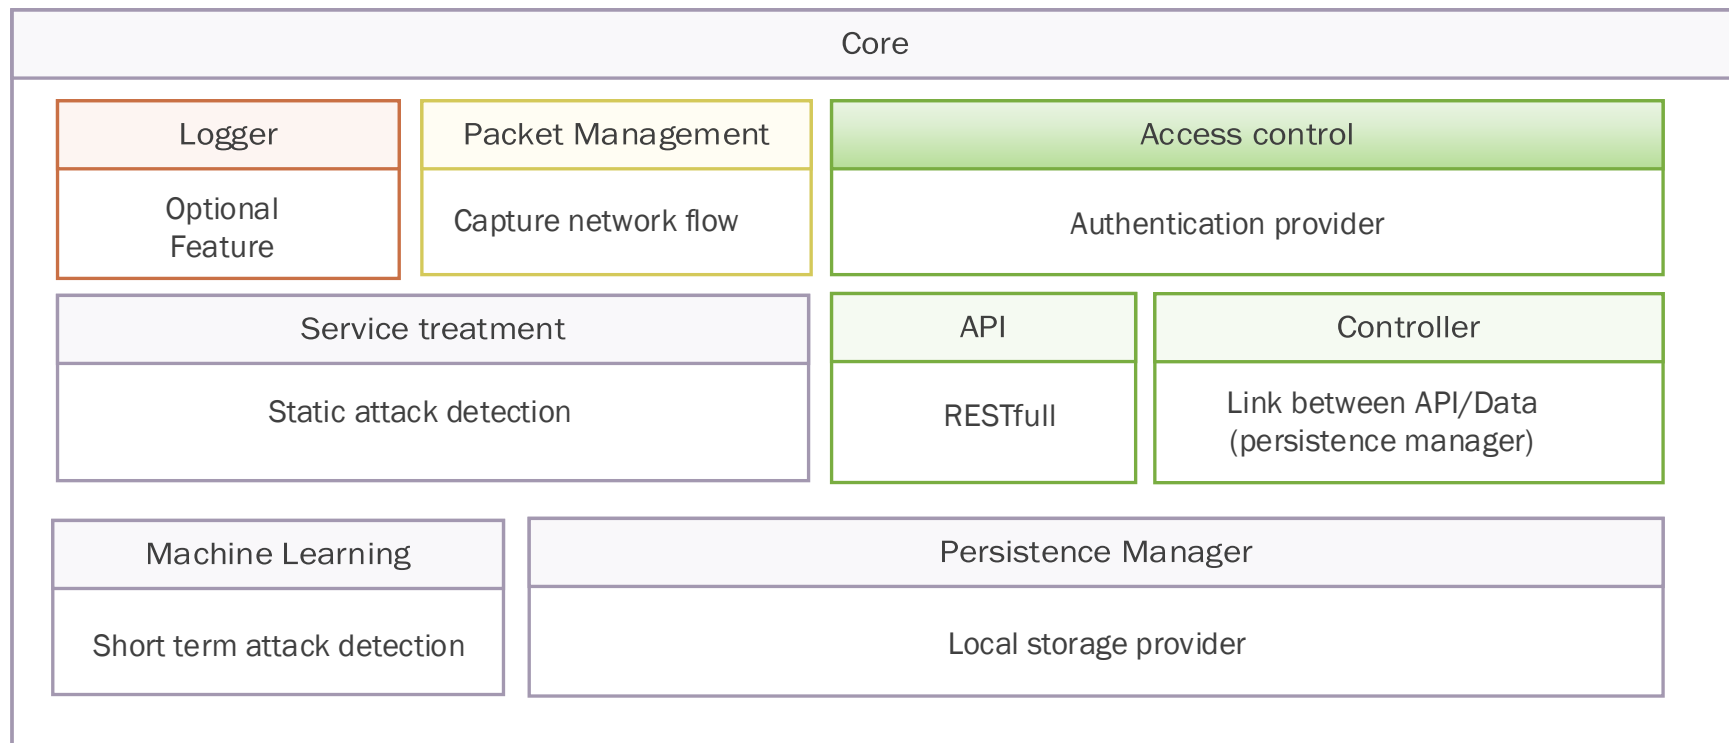 Core
Logger
Optional
Feature
Packet Management
Capture network flow
Access control
Authentication provider
Service treatment
Static attack detection
API
RESTfull
Controller
Link between API/Data
(persistence manager)
Machine Learning
Short term attack detection
Persistence Manager
Local storage provider